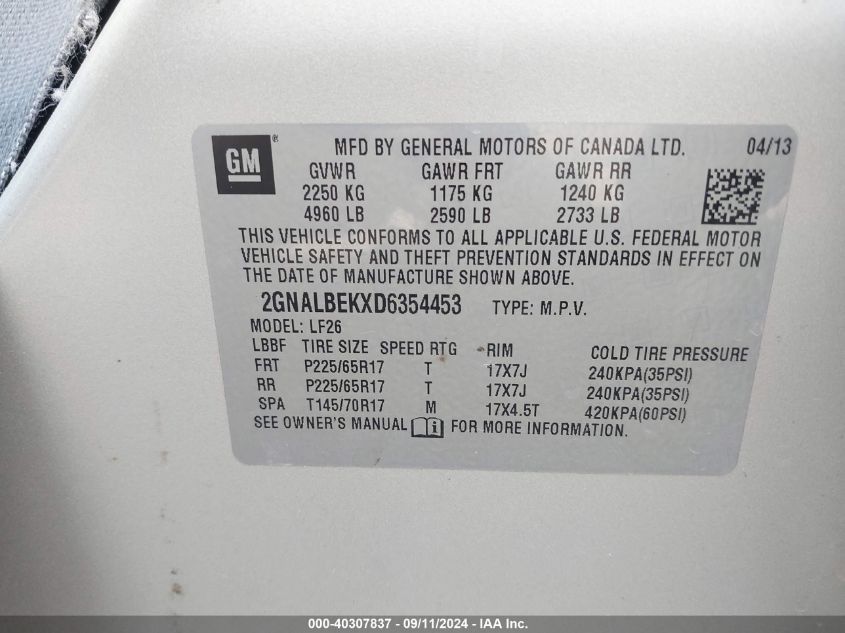 GM®
MFD BY GENERAL MOTORS OF CANADA LTD. 04/13
GVWR GAWR FRT GAWR RR
2250 KG 1175 KG 1240 KG
4960 LB 2590 LB 2733 LB
THIS VEHICLE CONFORMS TO ALL APPLICABLE U.S. FEDERAL MOTOR
VEHICLE SAFETY AND THEFT PREVENTION STANDARDS IN EFFECT ON
THE DATE OF MANUFACTURE SHOWN ABOVE.
2GNALBEKXD6354453 TYPE: M.P.V.
MODEL: LF26
LBBF TIRE SIZE SPEED RTG RIM COLD TIRE PRESSURE
FRT P225/65R17 T 17X7J 240KPA(35PSI)
RR P225/65R17 T 17X7J 240KPA(35PSI)
SPA T145/70R17 M 17X4.5T 420KPA(60PSI)
SEE OWNER'S MANUAL i FOR MORE INFORMATION.
000-40307837 - 09/11/2024 - IAA Inc.